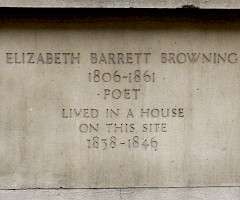 ELIZABETH BARRETT BROWNING
1806-1861
POET
LIVED IN A HOUSE
ON THIS SITE
1838-1846